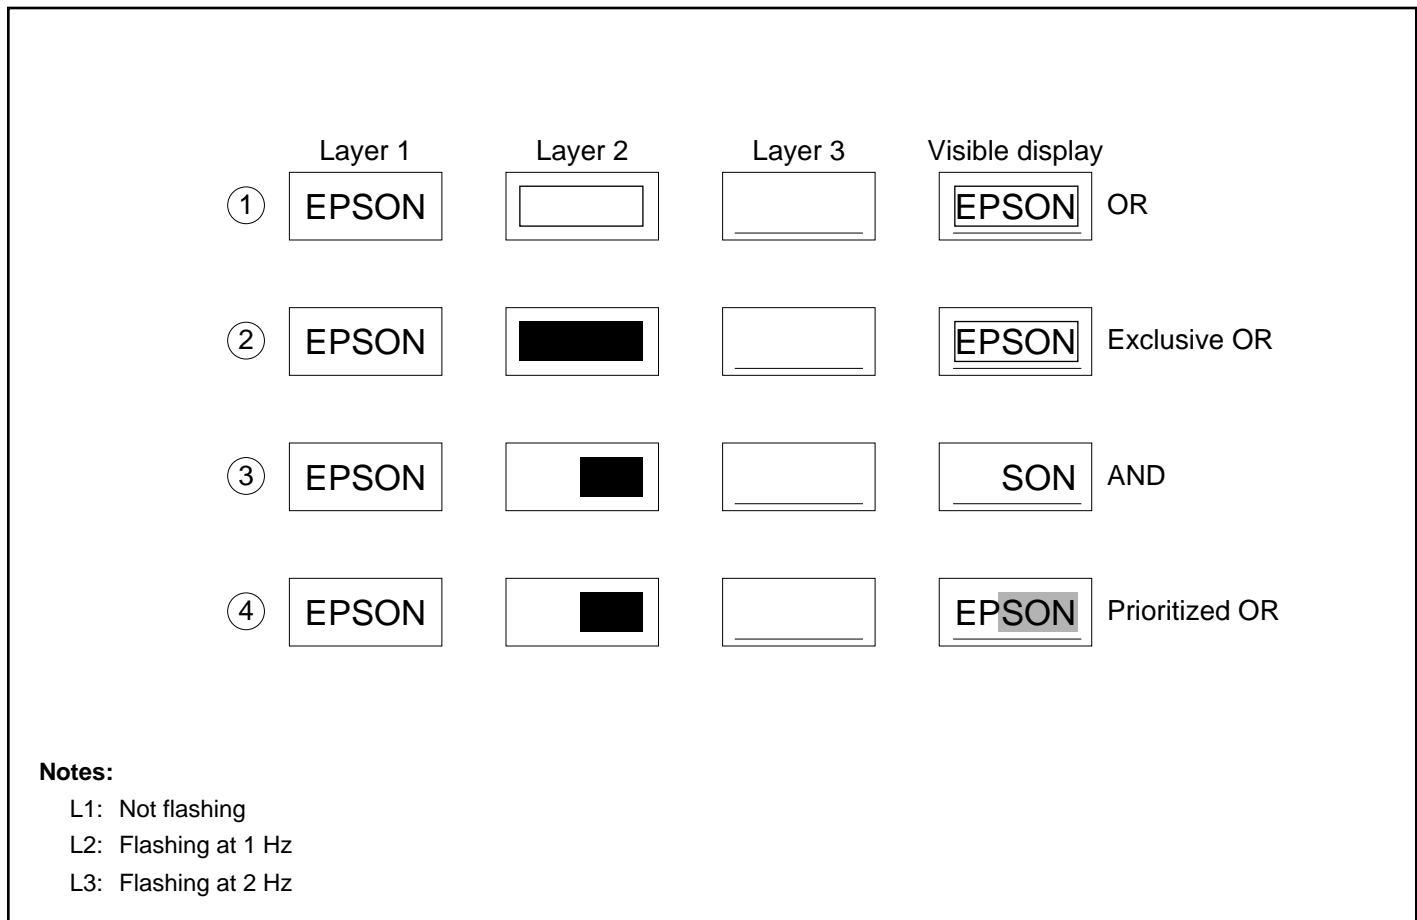 Layer 1 Layer 2 Layer 3 Visible display
1 EPSON EPSON OR
2 EPSON EPSON Exclusive OR
3 EPSON SON AND
4 EPSON EPSON Prioritized OR
Notes:
L1: Not flashing
L2: Flashing at 1 Hz
L3: Flashing at 2 Hz